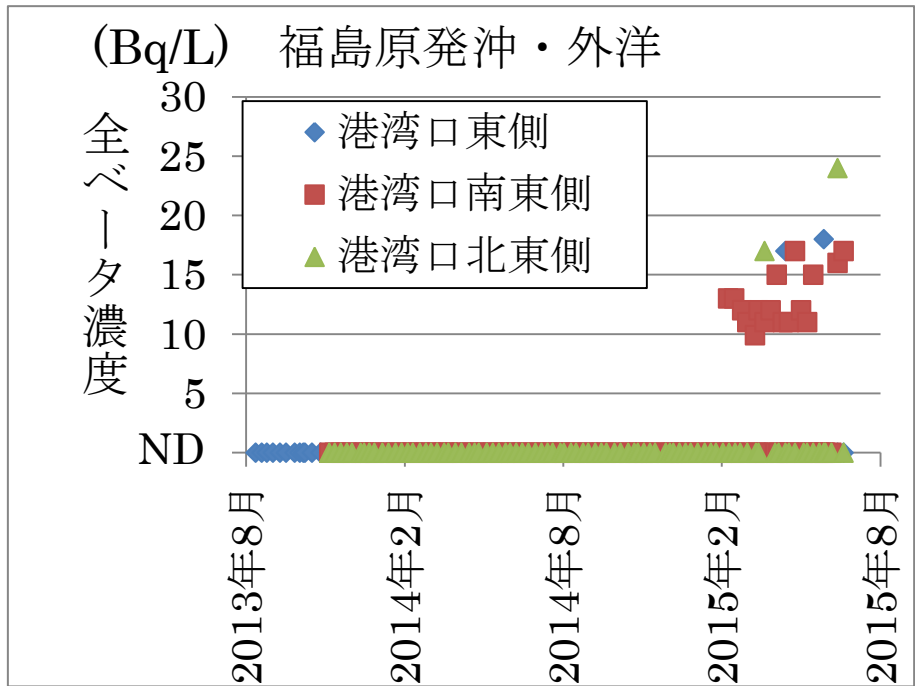 (Bq/L) 福島原発沖・外洋
全ベータ濃度
30
25
20
15
10
5
ND
港湾口東側
港湾口南東側
港湾口北東側
2013年8月
2014年2月
2014年8月
2015年2月
2015年8月